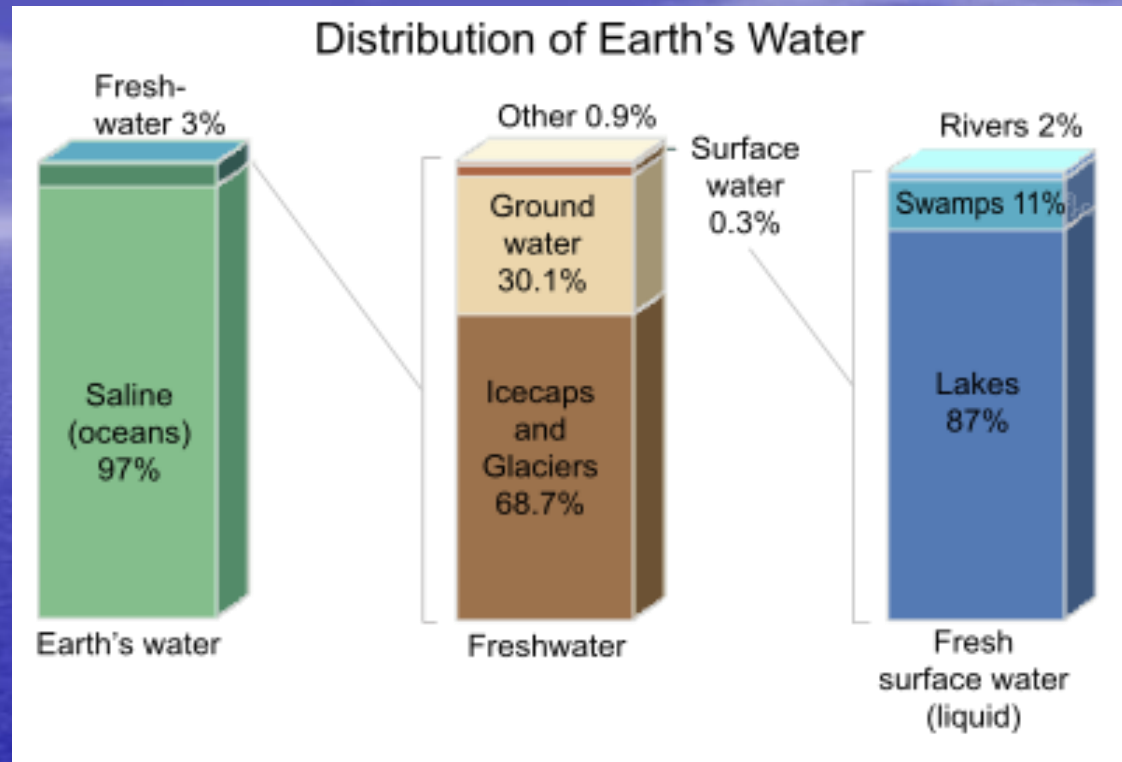 Distribution of Earth's Water
Fresh-
water 3%
Saline
(oceans)
97%
Earth's water
Other 0.9%
Surface
water
0.3%
Ground
water
30.1%
Icecaps
and
Glaciers
68.7%
Freshwater
Rivers 2%
Swamps 11%
Lakes
87%
Fresh
surface water
(liquid)